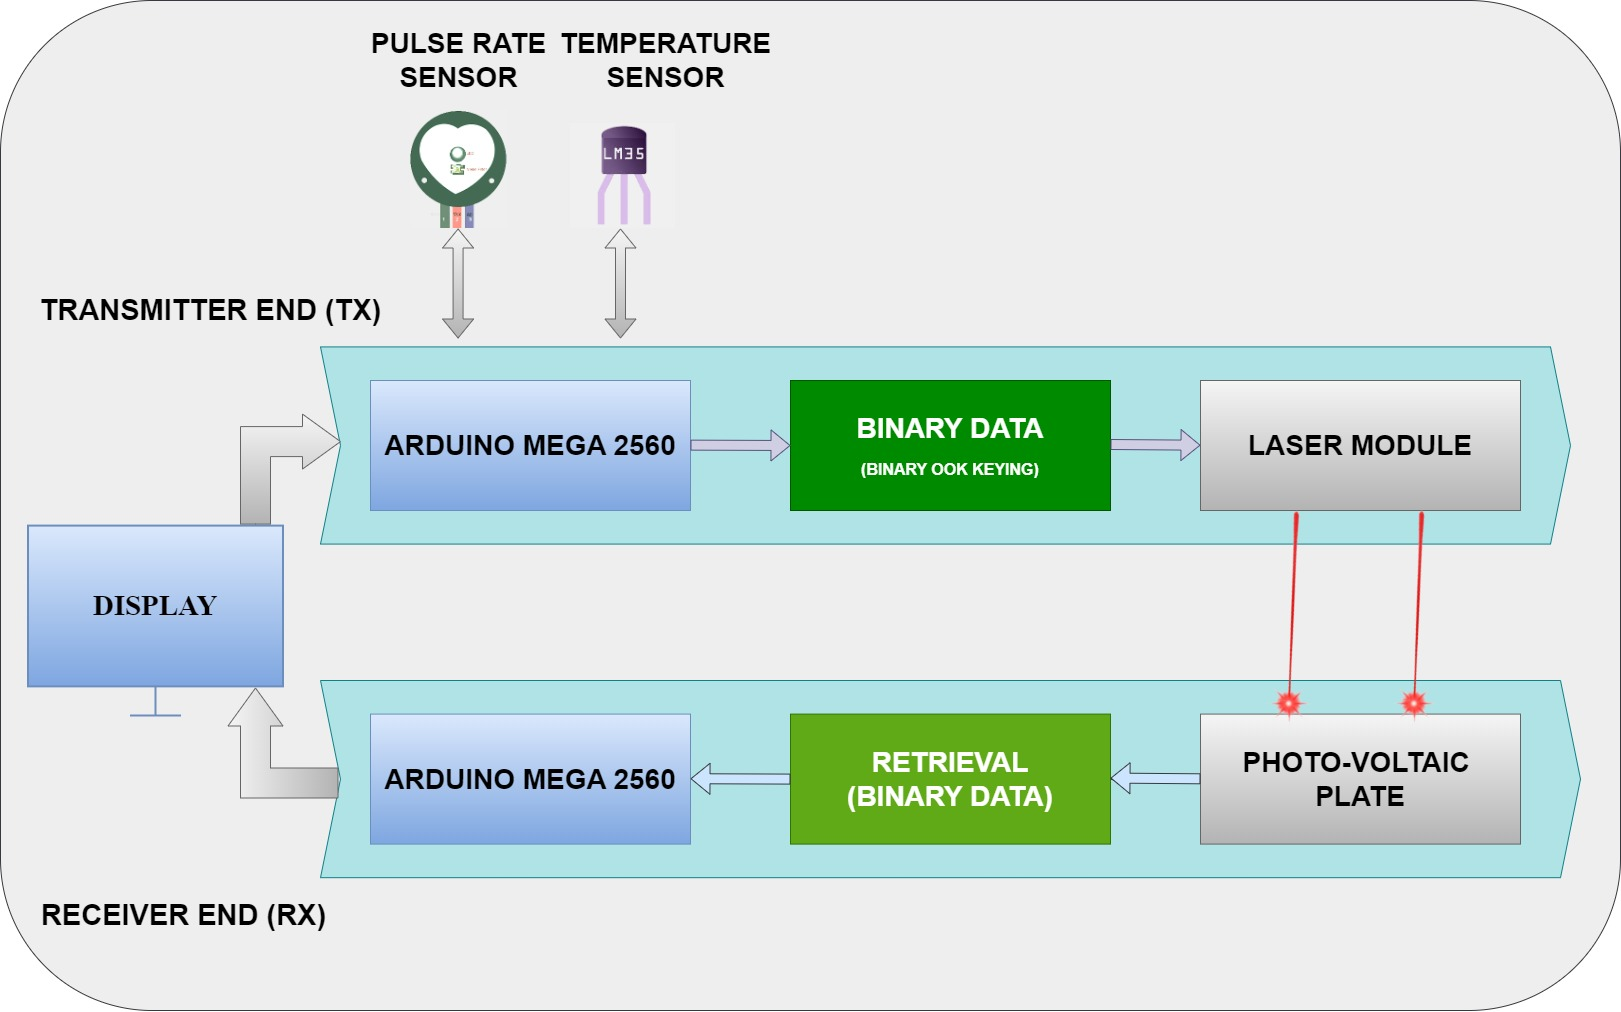 PULSE RATE
SENSOR
TEMPERATURE
SENSOR
LM35
TRANSMITTER END (TX)
ARDUINO MEGA 2560
BINARY DATA
(BINARY OOK KEYING)
LASER MODULE
DISPLAY
ARDUINO MEGA 2560
RETRIEVAL
(BINARY DATA)
PHOTO-VOLTAIC
PLATE
RECEIVER END (RX)